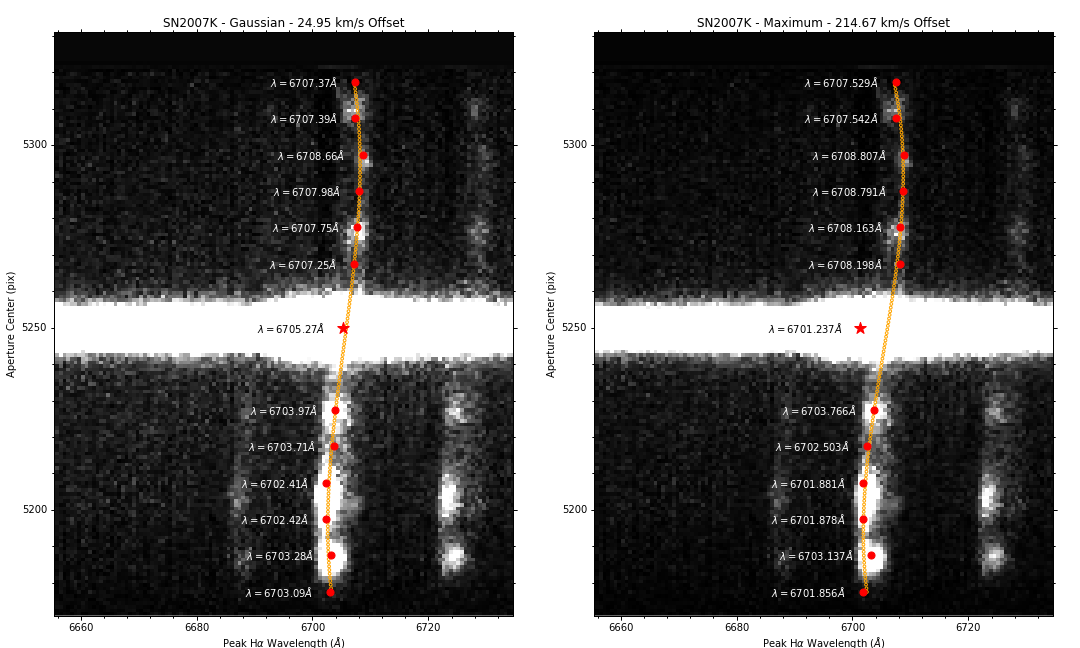 SN2007K - Gaussian - 24.95 km/s Offset
λ = 6707.37Å
λ = 6707.39Å
λ = 6708.66Å
λ = 6707.98Å
λ = 6707.75Å
λ = 6707.25Å
λ = 6705.27Å
λ = 6703.97Å
λ = 6703.71Å
λ = 6702.41Å
λ = 6702.42Å
λ = 6703.28Å
λ = 6703.09Å
5300
5250
5200
Aperture Center (pix)
6660 6680 6700 6720
Peak Hα Wavelength (Å)
SN2007K - Maximum - 214.67 km/s Offset
λ = 6707.529Å
λ = 6707.542Å
λ = 6708.807Å
λ = 6708.791Å
λ = 6708.163Å
λ = 6708.198Å
λ = 6701.237Å
λ = 6703.766Å
λ = 6702.503Å
λ = 6701.881Å
λ = 6701.878Å
λ = 6703.137Å
λ = 6701.856Å
5300
5250
5200
Aperture Center (pix)
6660 6680 6700 6720
Peak Hα Wavelength (Å)